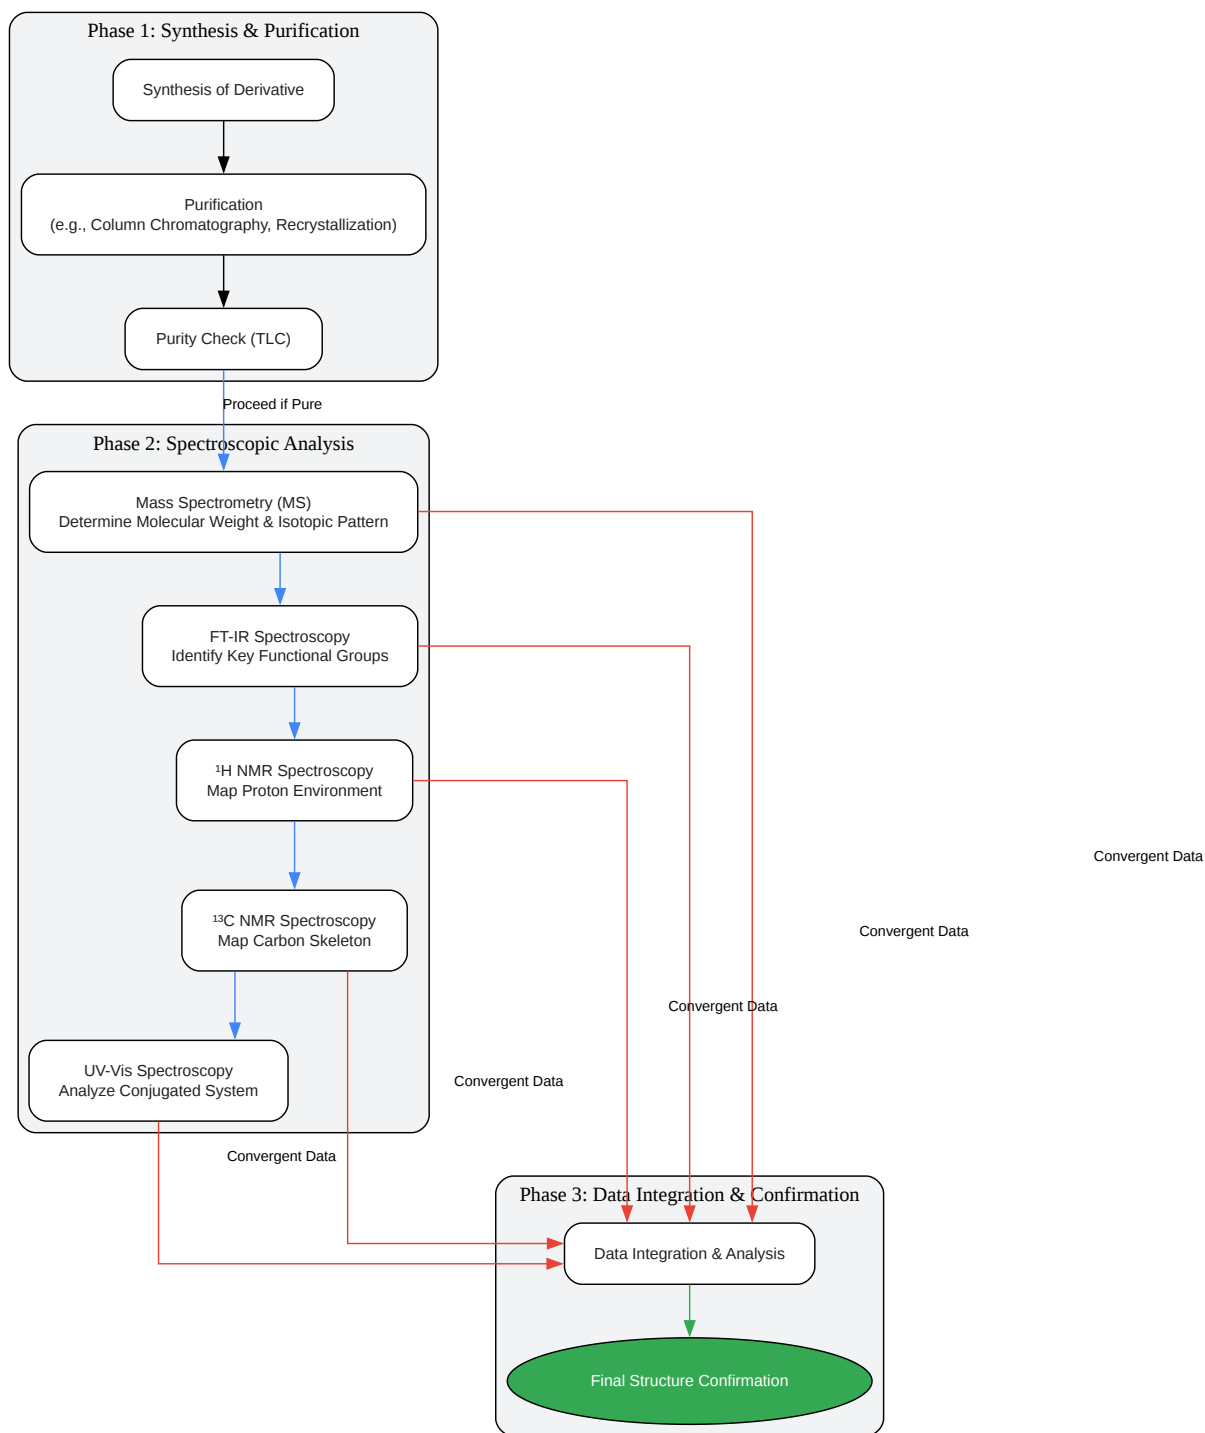 Phase 1: Synthesis & Purification
Synthesis of Derivative
Purification
(e.g., Column Chromatography, Recrystallization)
Purity Check (TLC)
Proceed if Pure
Phase 2: Spectroscopic Analysis
Mass Spectrometry (MS)
Determine Molecular Weight & Isotopic Pattern
FT-IR Spectroscopy
Identify Key Functional Groups
¹H NMR Spectroscopy
Map Proton Environment
Convergent Data
¹³C NMR Spectroscopy
Map Carbon Skeleton
Convergent Data
Convergent Data
UV-Vis Spectroscopy
Analyze Conjugated System
Convergent Data
Convergent Data
Phase 3: Data Integration & Confirmation
Data Integration & Analysis
Final Structure Confirmation